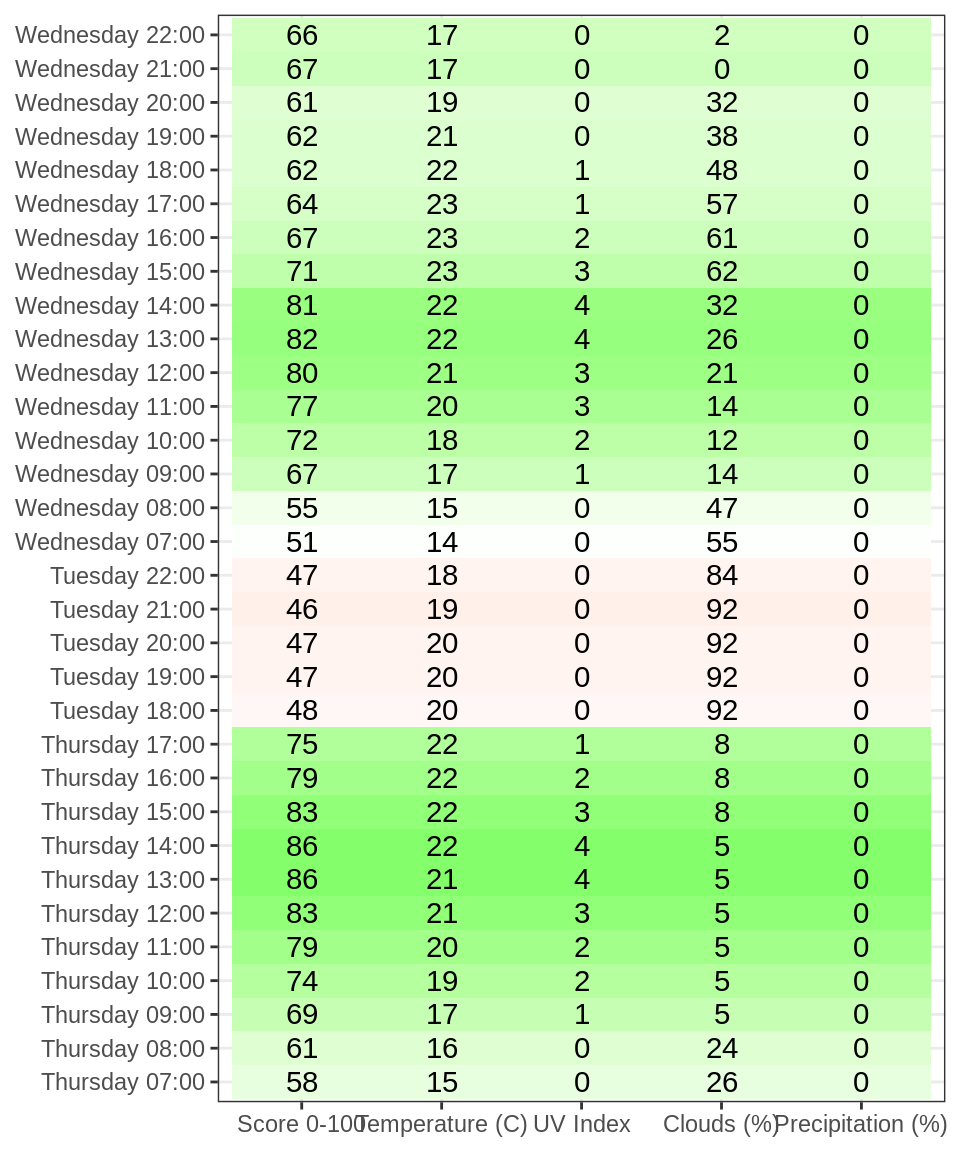 Wednesday 22:00 66 17 0 2 0
Wednesday 21:00 67 17 0 0 0
Wednesday 20:00 61 19 0 32 0
Wednesday 19:00 62 21 0 38 0
Wednesday 18:00 62 22 1 48 0
Wednesday 17:00 64 23 1 57 0
Wednesday 16:00 67 23 2 61 0
Wednesday 15:00 71 23 3 62 0
Wednesday 14:00 81 22 4 32 0
Wednesday 13:00 82 22 4 26 0
Wednesday 12:00 80 21 3 21 0
Wednesday 11:00 77 20 3 14 0
Wednesday 10:00 72 18 2 12 0
Wednesday 09:00 67 17 1 14 0
Wednesday 08:00 55 15 0 47 0
Wednesday 07:00 51 14 0 55 0
Tuesday 22:00 47 18 0 84 0
Tuesday 21:00 46 19 0 92 0
Tuesday 20:00 47 20 0 92 0
Tuesday 19:00 47 20 0 92 0
Tuesday 18:00 48 20 0 92 0
Thursday 17:00 75 22 1 8 0
Thursday 16:00 79 22 2 8 0
Thursday 15:00 83 22 3 8 0
Thursday 14:00 86 22 4 5 0
Thursday 13:00 86 21 4 5 0
Thursday 12:00 83 21 3 5 0
Thursday 11:00 79 20 2 5 0
Thursday 10:00 74 19 2 5 0
Thursday 09:00 69 17 1 5 0
Thursday 08:00 61 16 0 24 0
Thursday 07:00 58 15 0 26 0
Score 0-100 Temperature (C) UV Index Clouds (%) Precipitation (%)